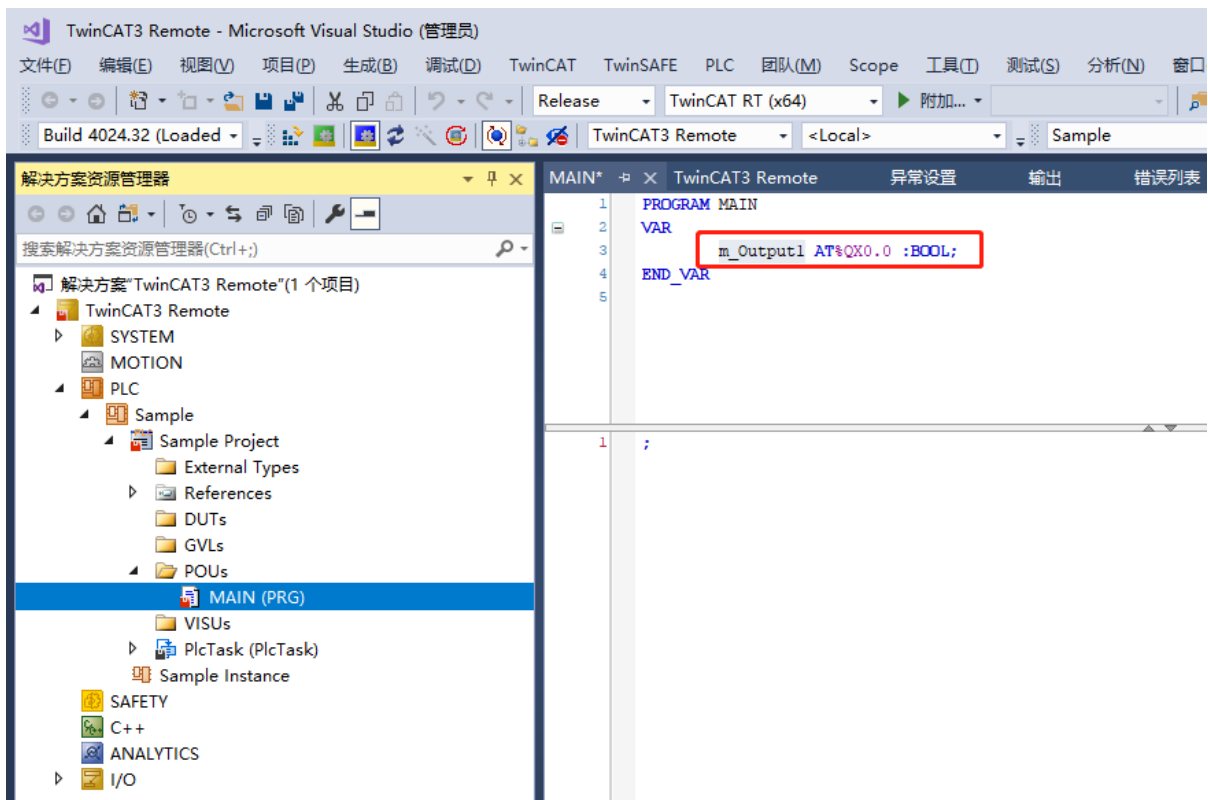 TwinCAT3 Remote - Microsoft Visual Studio (管理员)
文件(F) 编辑(E) 视图(V) 项目(P) 生成(B) 调试(D) TwinCAT TwinSAFE PLC 团队(M) Scope 工具(T) 测试(S) 分析(N) 窗口
Release TwinCAT RT (x64) 附加...
Build 4024.32 (Loaded TwinCAT3 Remote <Local> Sample
解决方案资源管理器
搜索解决方案资源管理器(Ctrl+;)
解决方案"TwinCAT3 Remote"(1 个项目)
TwinCAT3 Remote
SYSTEM
MOTION
PLC
Sample
Sample Project
External Types
References
DUTs
GVLs
POUs
MAIN (PRG)
VISUs
PlcTask (PlcTask)
Sample Instance
SAFETY
C++
ANALYTICS
I/O
MAIN* TwinCAT3 Remote 异常设置 输出 错误列表
1 PROGRAM MAIN
2 VAR
3 m_Output1 AT%QX0.0 :BOOL;
4 END_VAR
5
1 ;